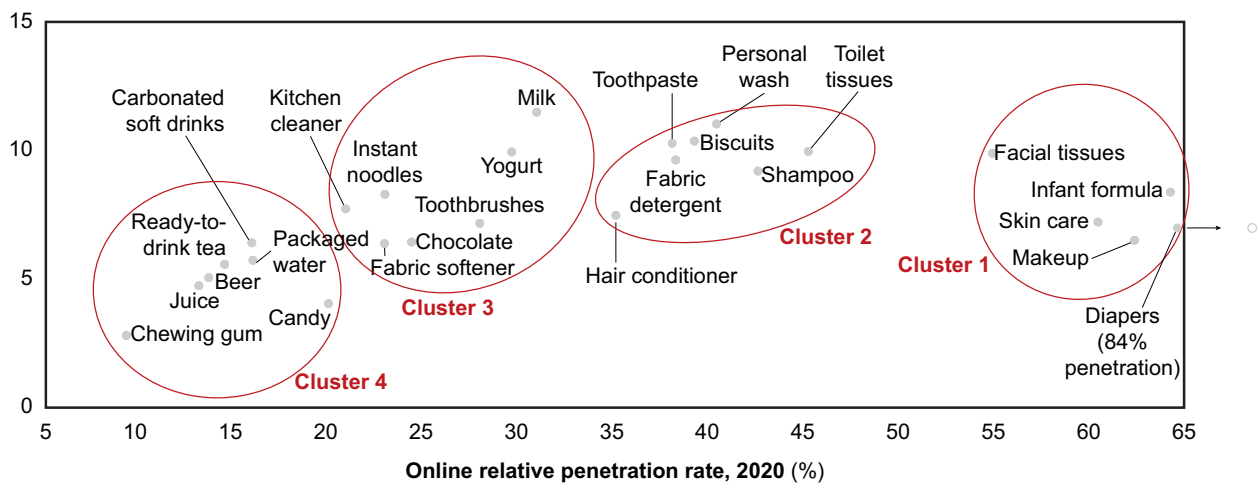 15
10
5
0
Carbonated
soft drinks
Kitchen
cleaner
Instant
noodles
Milk
Yogurt
Toothbrushes
Chocolate
Fabric softener
Cluster 3
Ready-to-
drink tea
Packaged
water
Beer
Juice
Chewing gum
Candy
Cluster 4
Toothpaste
Personal
wash
Toilet
tissues
Biscuits
Fabric
detergent
Shampoo
Cluster 2
Hair conditioner
Facial tissues
Infant formula
Skin care
Makeup
Cluster 1
Diapers
(84%
penetration)
5
10
15
20
25
30
35
40
45
50
55
60
65
Online relative penetration rate, 2020 (%)